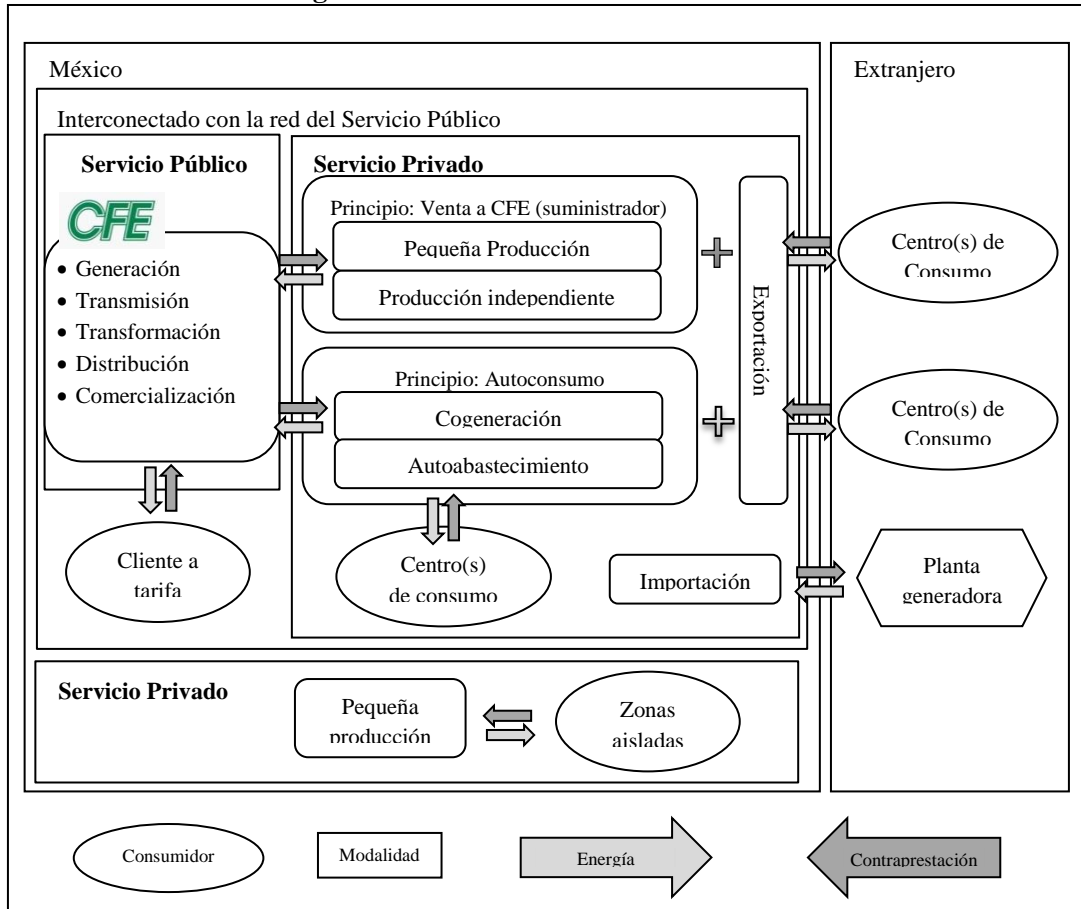 México
Extranjero
Interconectado con la red del Servicio Público
Servicio Público
CFE
• Generación
• Transmisión
• Transformación
• Distribución
• Comercialización
Servicio Privado
Principio: Venta a CFE (suministrador)
Pequeña Producción
Producción independiente
Principio: Autoconsumo
Cogeneración
Autoabastecimiento
Exportación
Centro(s) de
Consumo
Centro(s) de
Consumo
Cliente a
tarifa
Centro(s)
de consumo
Importación
Planta
generadora
Servicio Privado
Pequeña
producción
Zonas
aisladas
Consumidor
Modalidad
Energía
Contraprestación